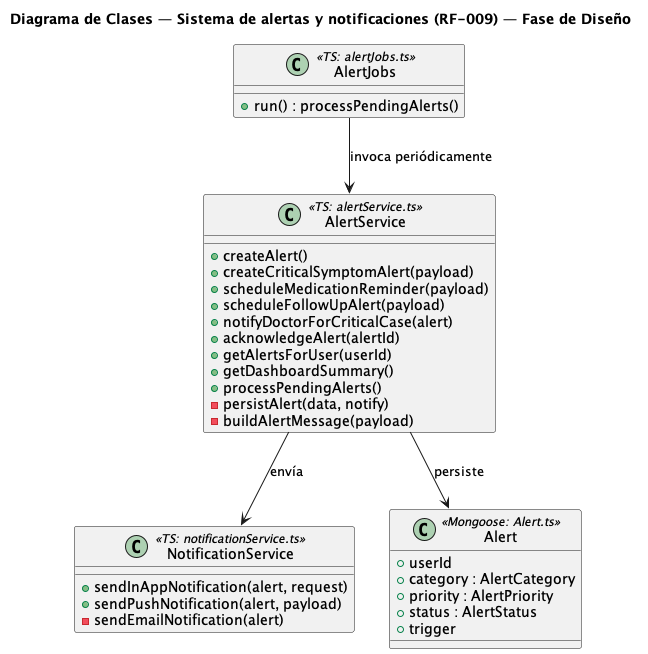 Diagrama de Clases — Sistema de alertas y notificaciones (RF-009) — Fase de Diseño
«TS: alertJobs.ts»
C
AlertJobs
run() : processPendingAlerts()
invoca periódicamente
«TS: alertService.ts»
C
AlertService
createAlert()
createCriticalSymptomAlert(payload)
scheduleMedicationReminder(payload)
scheduleFollowUpAlert(payload)
notifyDoctorForCriticalCase(alert)
acknowledgeAlert(alertId)
getAlertsForUser(userId)
getDashboardSummary()
processPendingAlerts()
persistAlert(data, notify)
buildAlertMessage(payload)
envía
persiste
«TS: notificationService.ts»
C
NotificationService
sendInAppNotification(alert, request)
sendPushNotification(alert, payload)
sendEmailNotification(alert)
«Mongoose: Alert.ts»
C
Alert
userId
category : AlertCategory
priority : AlertPriority
status : AlertStatus
trigger